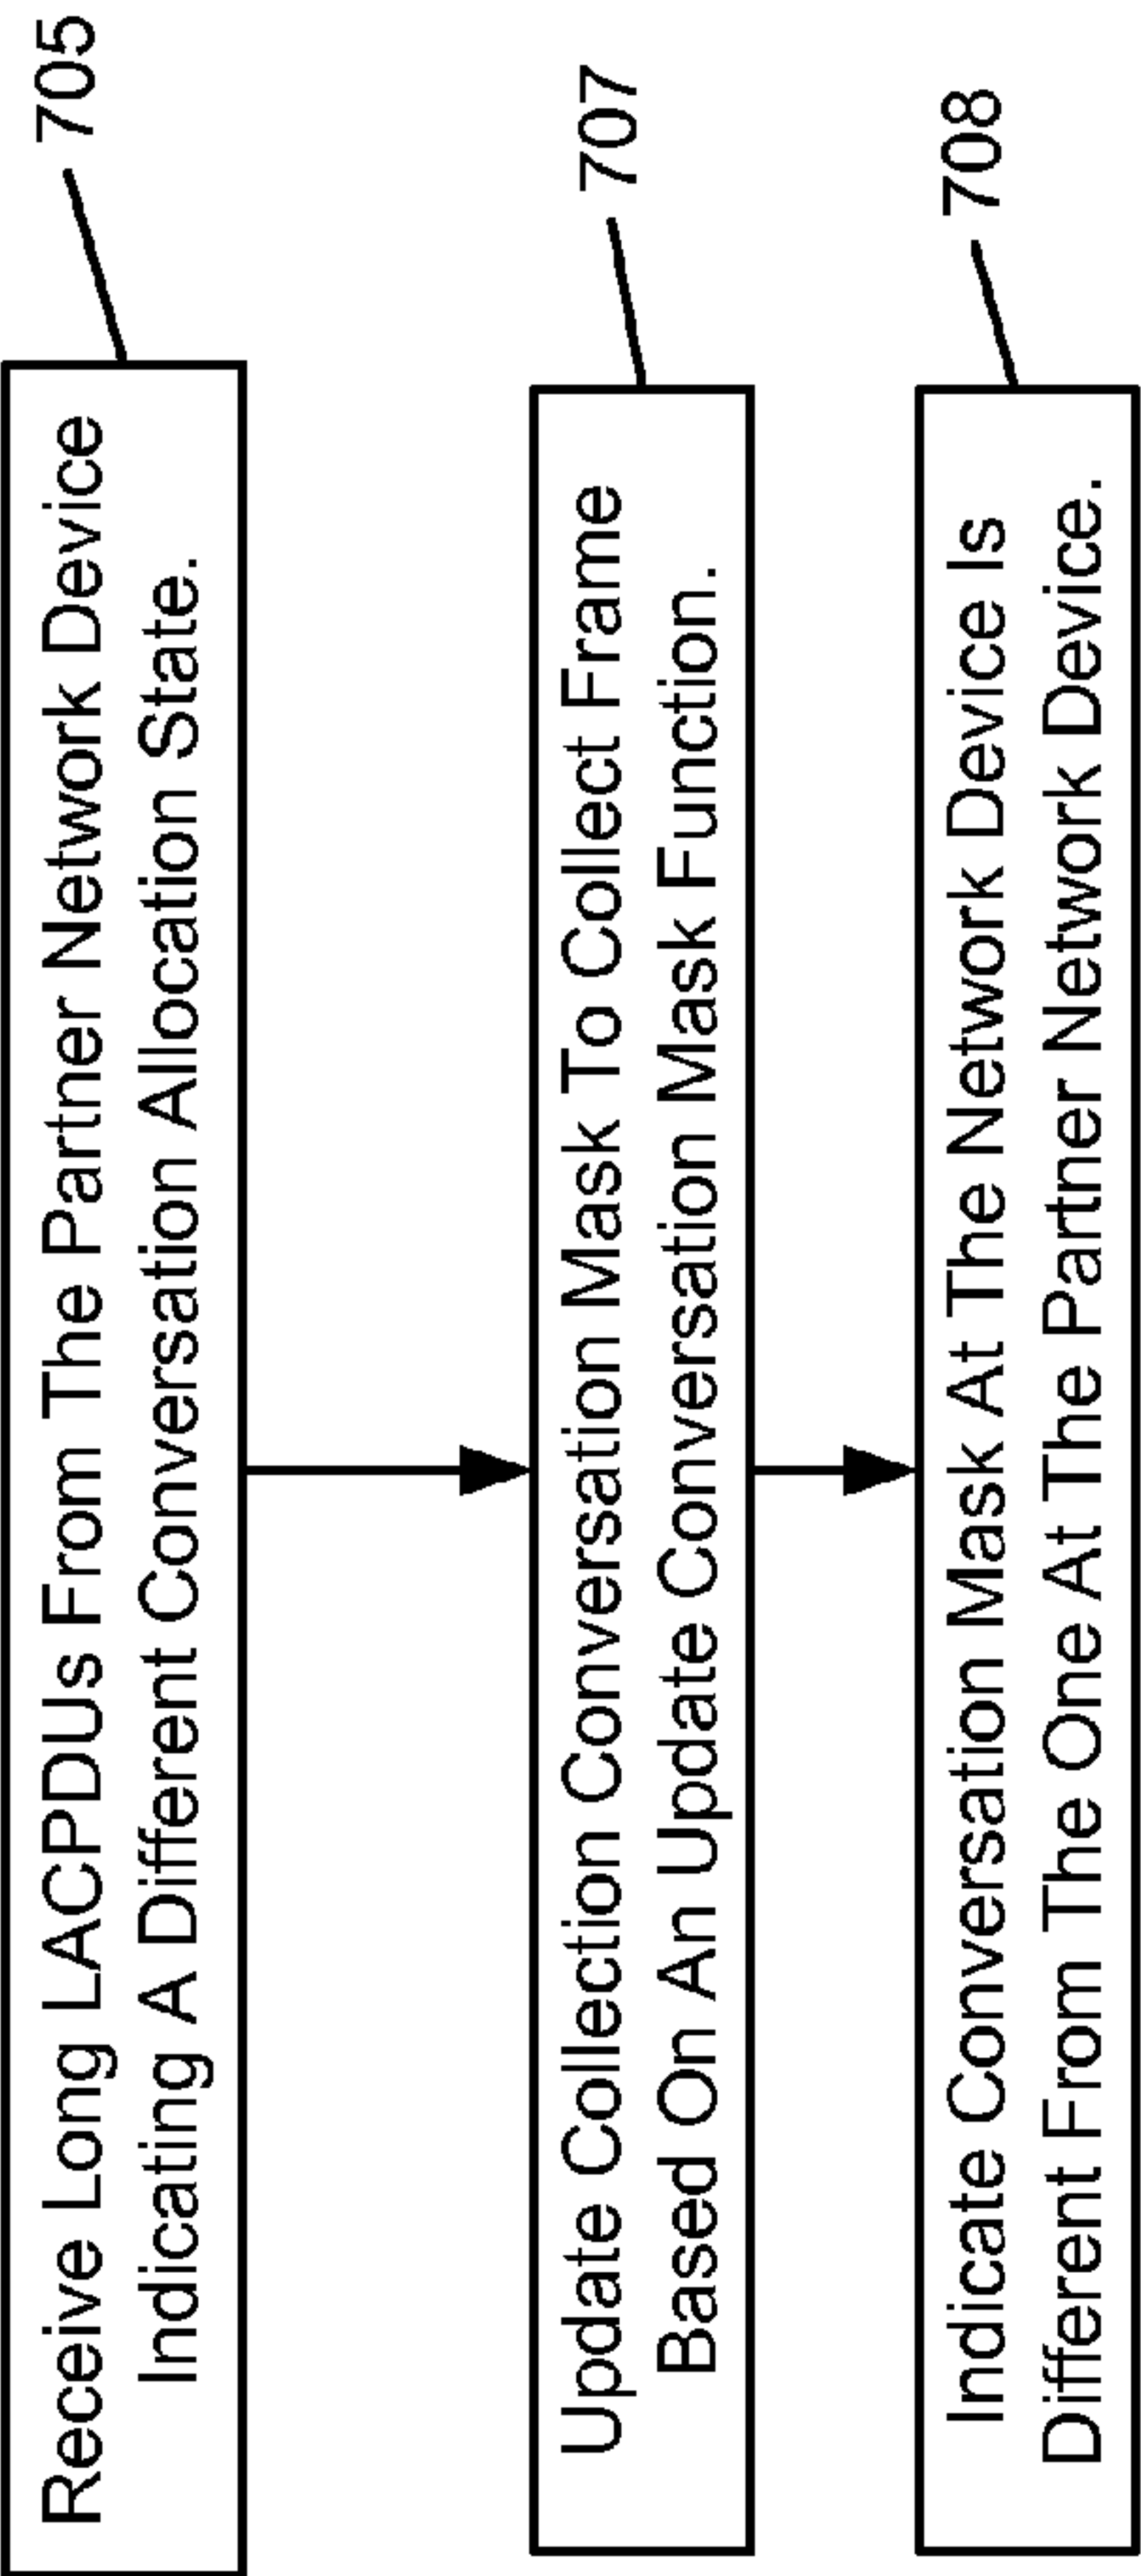 Receive Long LACPDUs From The Partner Network Device
Indicating A Different Conversation Allocation State.
705
Update Collection Conversation Mask To Collect Frame
Based On An Update Conversation Mask Function.
707
Indicate Conversation Mask At The Network Device Is
Different From The One At The Partner Network Device.
708